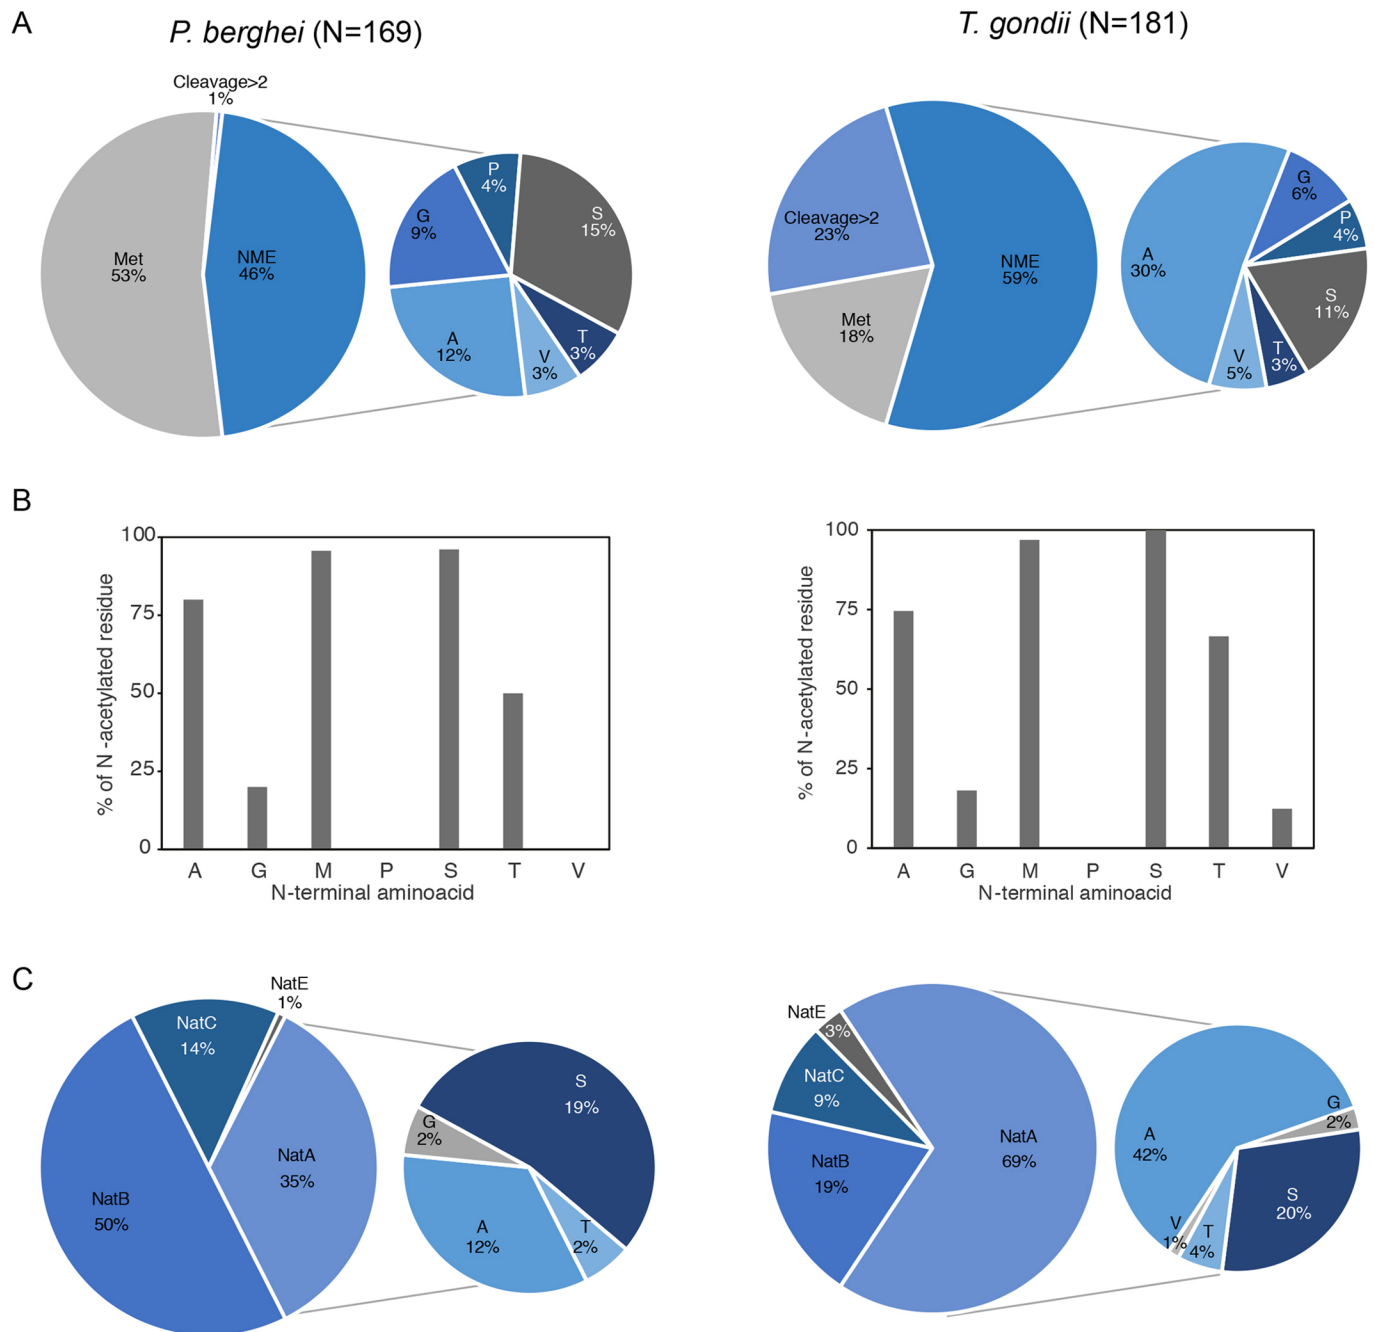 A
P. berghei (N=169)
T. gondii (N=181)
Cleavage>2
1%
Met
53%
NME
46%
P
4%
S
15%
G
9%
A
12%
V
3%
T
3%
Cleavage>2
23%
Met
18%
NME
59%
G
6%
P
4%
A
30%
S
11%
V
5%
T
3%
B
% of N -acetylated residue
100
75
50
25
0
A G M P S T V
N-terminal aminoacid
% of N-acetylated residue
100
75
50
25
0
A G M P S T V
N-terminal aminoacid
C
NatE
1%
NatC
14%
NatB
50%
NatA
35%
S
19%
G
2%
A
12%
T
2%
NatE
3%
NatC
9%
NatB
19%
NatA
69%
G
2%
A
42%
S
20%
V
1%
T
4%